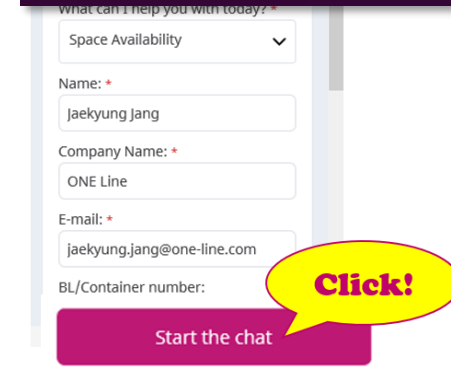 What can I help you with today? *
Space Availability
Name: *
Jaekyung Jang
Company Name: *
ONE Line
E-mail: *
jaekyung.jang@one-line.com
BL/Container number:
Click!
Start the chat